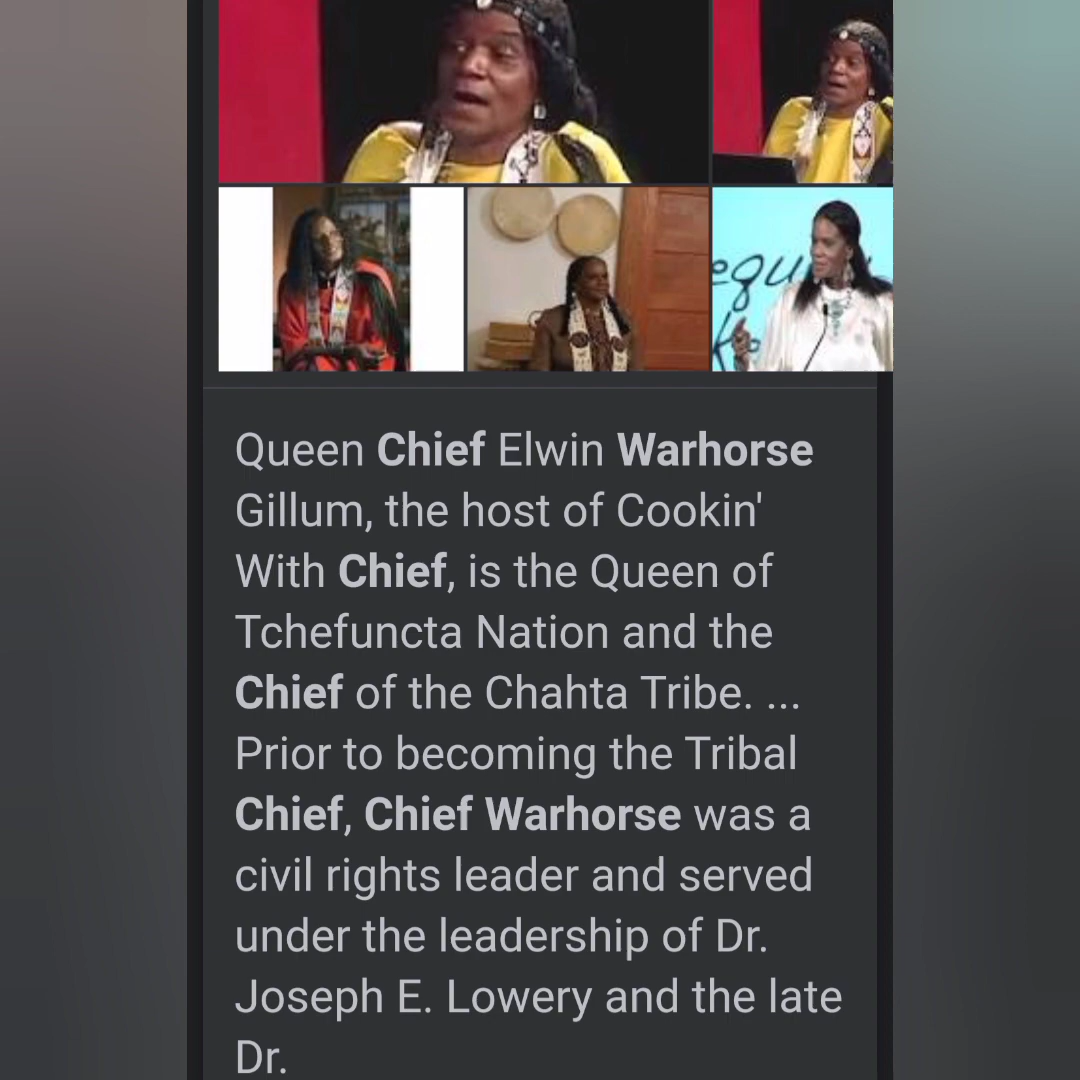 equ
Queen Chief Elwin Warhorse
Gillum, the host of Cookin'
With Chief, is the Queen of
Tchefuncta Nation and the
Chief of the Chahta Tribe. ...
Prior to becoming the Tribal
Chief, Chief Warhorse was a
civil rights leader and served
under the leadership of Dr.
Joseph E. Lowery and the late
Dr.